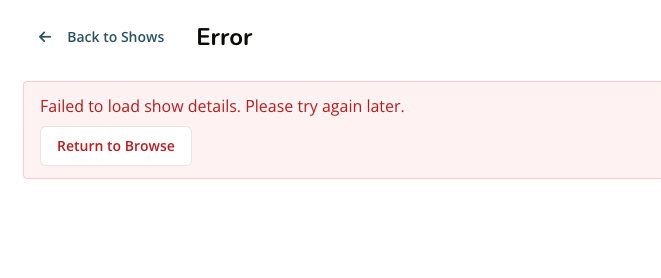 Back to Shows Error
Failed to load show details. Please try again later.
Return to Browse